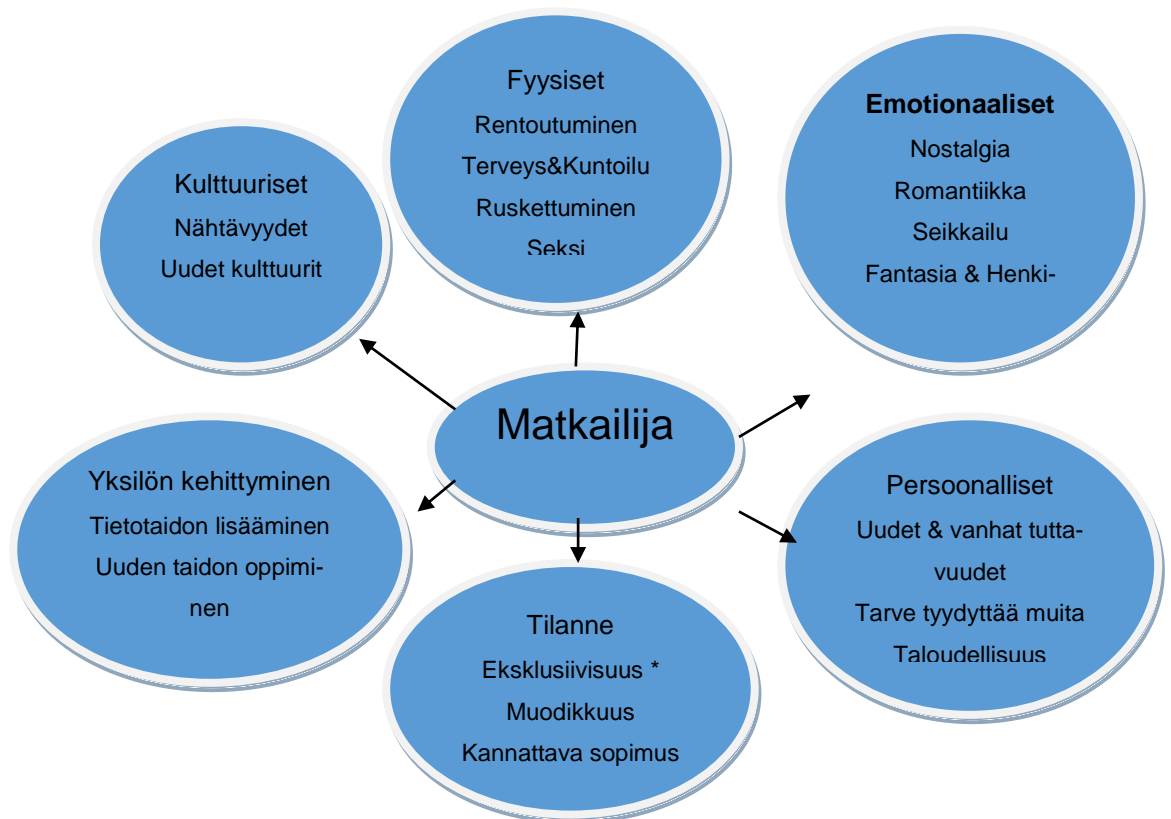 Fyysiset
Rentoutuminen
Terveys&Kuntoilu
Ruskettuminen
Seksi
Emotionaaliset
Nostalgia
Romantiikka
Seikkailu
Fantasia & Henki-
Kulttuuriset
Nähtävyydet
Uudet kulttuurit
Matkailija
Yksilön kehittyminen
Tietotaidon lisääminen
Uuden taidon oppimi-
nen
Persoonalliset
Uudet & vanhat tutta-
vuudet
Tarve tyydyttää muita
Taloudellisuus
Tilanne
Eksklusiivisuus *
Muodikkuus
Kannattava sopimus